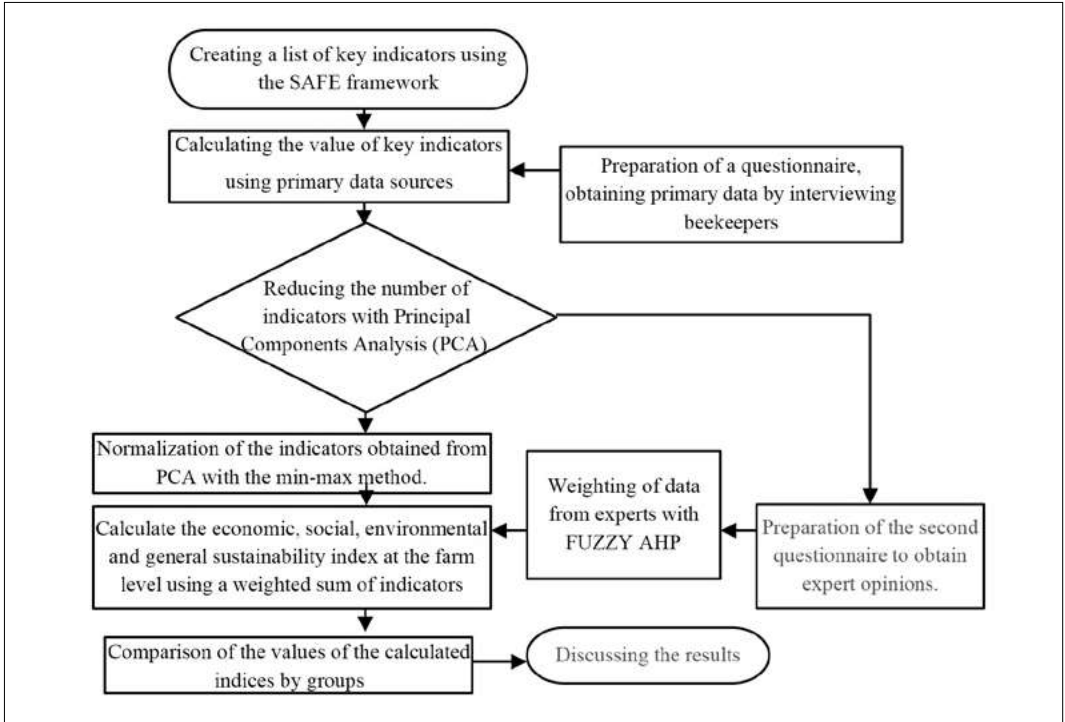 Creating a list of key indicators using
the SAFE framework
Calculating the value of key indicators
using primary data sources
Preparation of a questionnaire,
obtaining primary data by interviewing
beekeepers
Reducing the number of
indicators with Principal
Components Analysis (PCA)
Normalization of the indicators obtained from
PCA with the min-max method.
Weighting of data
from experts with
FUZZY AHP
Preparation of the second
questionnaire to obtain
expert opinions.
Calculate the economic, social, environmental
and general sustainability index at the farm
level using a weighted sum of indicators
Comparison of the values of the calculated
indices by groups
Discussing the results